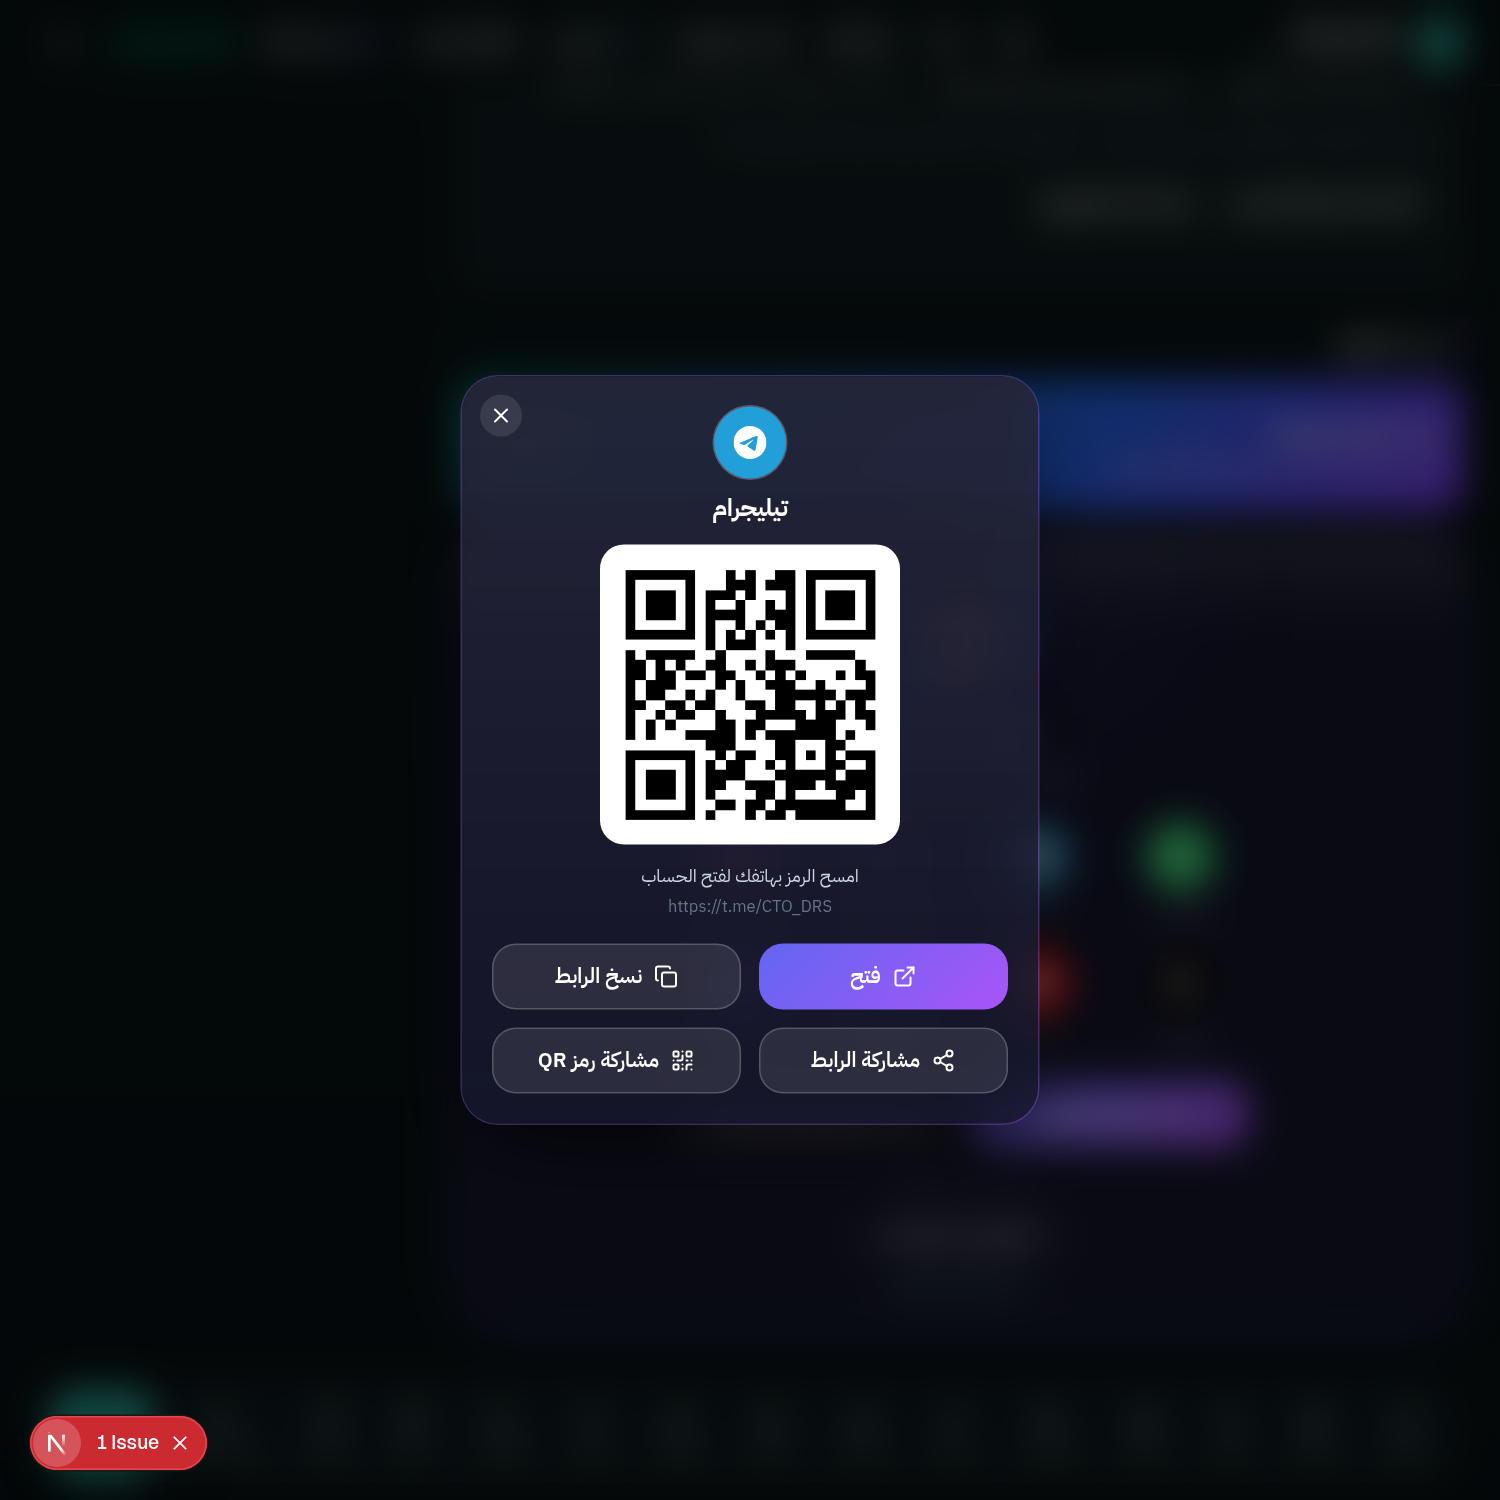 تيليجرام
امسح الرمز بهاتفك لفتح الحساب
https://t.me/CTO_DRS
فتح
نسخ الرابط
مشاركة الرابط
مشاركة رمز QR
1 Issue